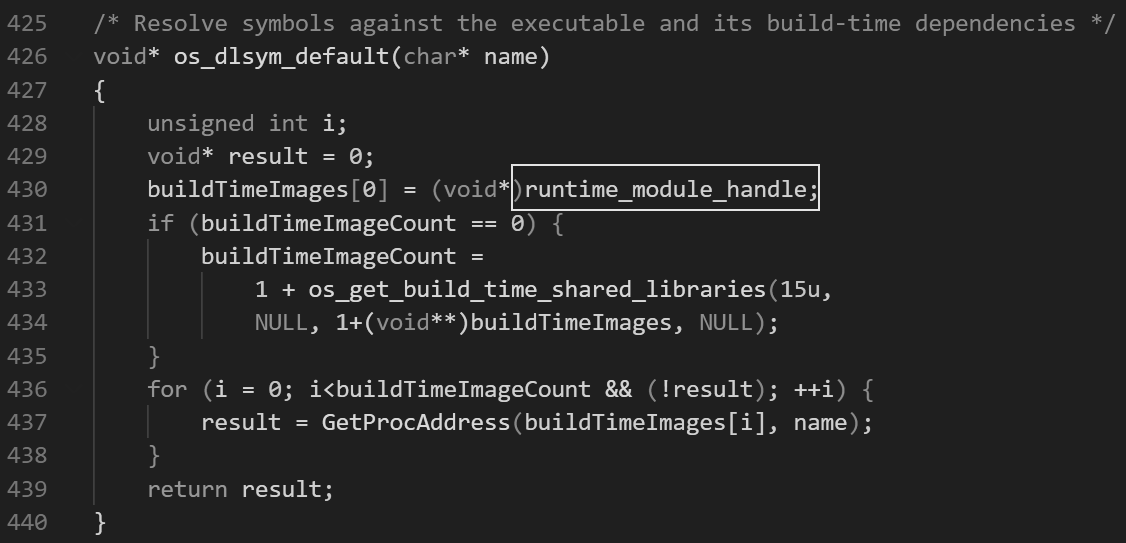 425 /* Resolve symbols against the executable and its build-time dependencies */
426 void* os_dlsym_default(char* name)
427 {
428 unsigned int i;
429 void* result = 0;
430 buildTimeImages[0] = (void*)runtime_module_handle;
431 if (buildTimeImageCount == 0) {
432 buildTimeImageCount =
433 1 + os_get_build_time_shared_libraries(15u,
434 NULL, 1+(void**)buildTimeImages, NULL);
435 }
436 for (i = 0; i<buildTimeImageCount && (!result); ++i) {
437 result = GetProcAddress(buildTimeImages[i], name);
438 }
439 return result;
440 }